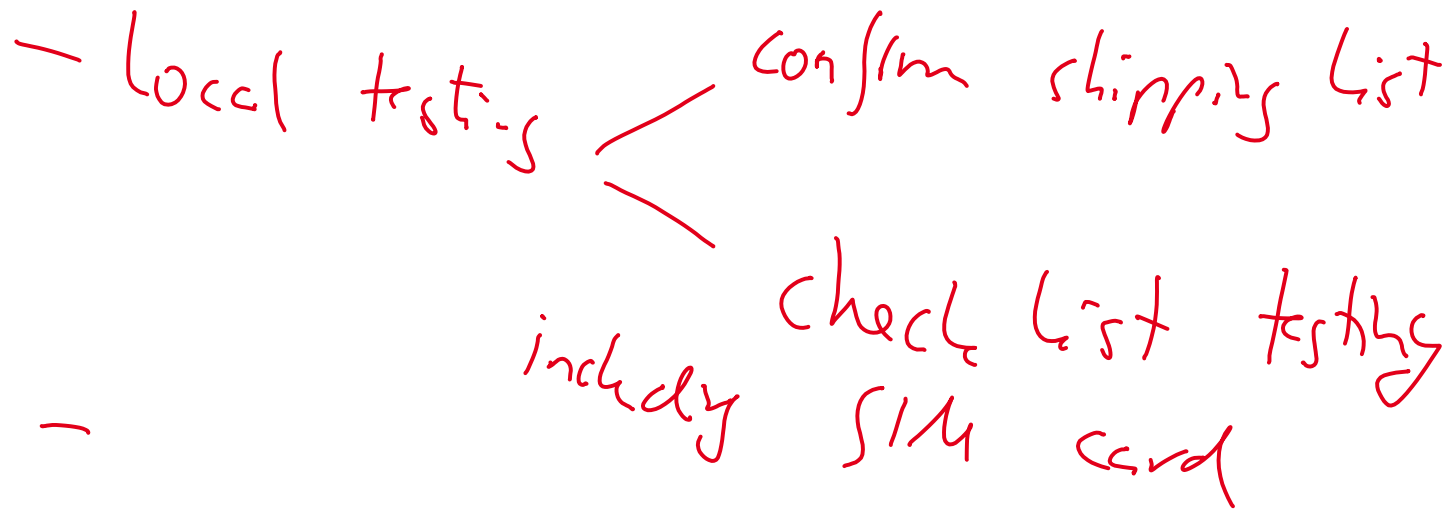 - Local testing
confirm shipping list
check list testing
including SIM card
-